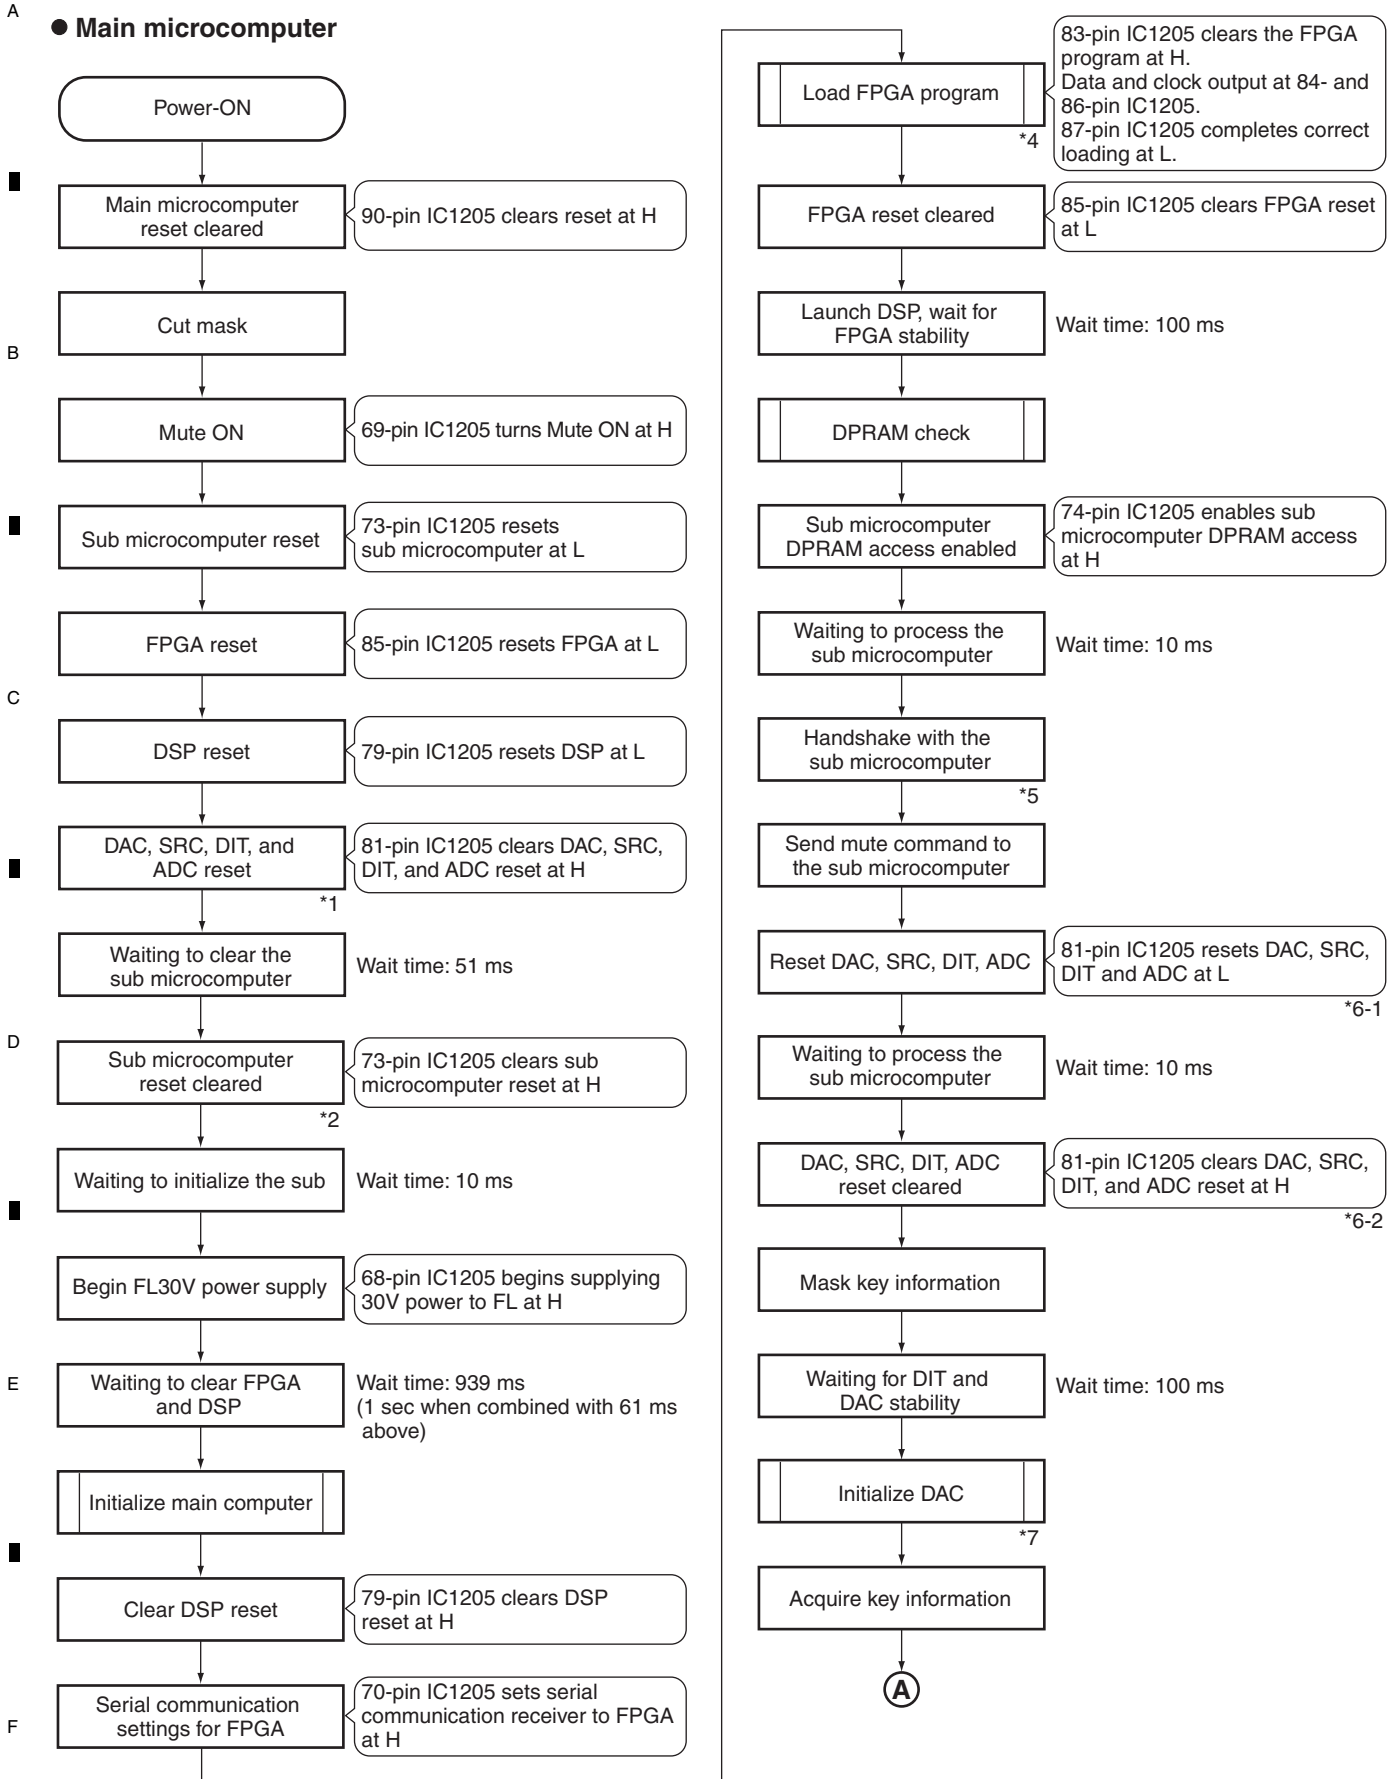 A
● Main microcomputer
Power-ON
Main microcomputer
reset cleared
90-pin IC1205 clears reset at H
Cut mask
B
Mute ON
69-pin IC1205 turns Mute ON at H
Sub microcomputer reset
73-pin IC1205 resets
sub microcomputer at L
FPGA reset
85-pin IC1205 resets FPGA at L
C
DSP reset
79-pin IC1205 resets DSP at L
DAC, SRC, DIT, and
ADC reset
*1
81-pin IC1205 clears DAC, SRC,
DIT, and ADC reset at H
Waiting to clear the
sub microcomputer
Wait time: 51 ms
D
Sub microcomputer
reset cleared
*2
73-pin IC1205 clears sub
microcomputer reset at H
Waiting to initialize the sub
Wait time: 10 ms
Begin FL30V power supply
68-pin IC1205 begins supplying
30V power to FL at H
E
Waiting to clear FPGA
and DSP
Wait time: 939 ms
(1 sec when combined with 61 ms
above)
Initialize main computer
Clear DSP reset
79-pin IC1205 clears DSP
reset at H
F
Serial communication
settings for FPGA
70-pin IC1205 sets serial
communication receiver to FPGA
at H
Load FPGA program
*4
83-pin IC1205 clears the FPGA
program at H.
Data and clock output at 84- and
86-pin IC1205.
87-pin IC1205 completes correct
loading at L.
FPGA reset cleared
85-pin IC1205 clears FPGA reset
at L
Launch DSP, wait for
FPGA stability
Wait time: 100 ms
DPRAM check
Sub microcomputer
DPRAM access enabled
74-pin IC1205 enables sub
microcomputer DPRAM access
at H
Waiting to process the
sub microcomputer
Wait time: 10 ms
Handshake with the
sub microcomputer
*5
Send mute command to
the sub microcomputer
Reset DAC, SRC, DIT, ADC
81-pin IC1205 resets DAC, SRC,
DIT and ADC at L
*6-1
Waiting to process the
sub microcomputer
Wait time: 10 ms
DAC, SRC, DIT, ADC
reset cleared
81-pin IC1205 clears DAC, SRC,
DIT, and ADC reset at H
*6-2
Mask key information
Waiting for DIT and
DAC stability
Wait time: 100 ms
Initialize DAC
*7
Acquire key information
A